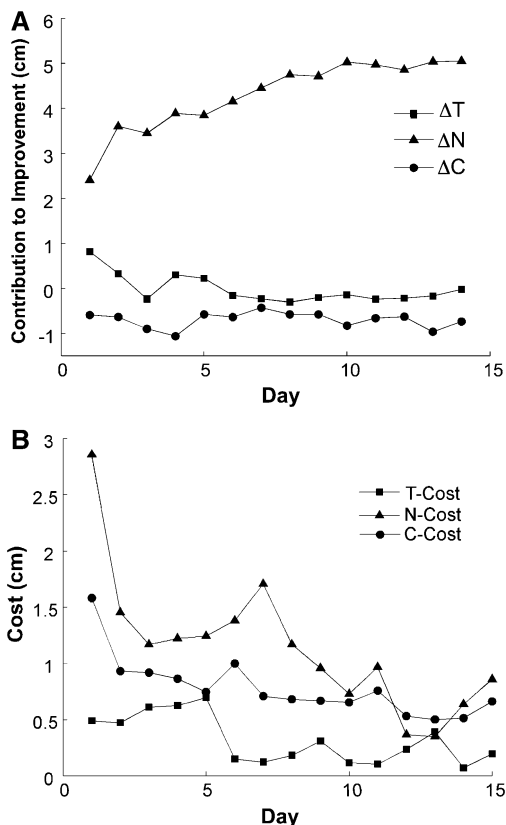 A
Contribution to Improvement (cm)
6
5
4
3
2
1
0
-1
ΔT
ΔN
ΔC
0 5 10 15
Day
B
Cost (cm)
3
2.5
2
1.5
1
0.5
0
T-Cost
N-Cost
C-Cost
0 5 10 15
Day